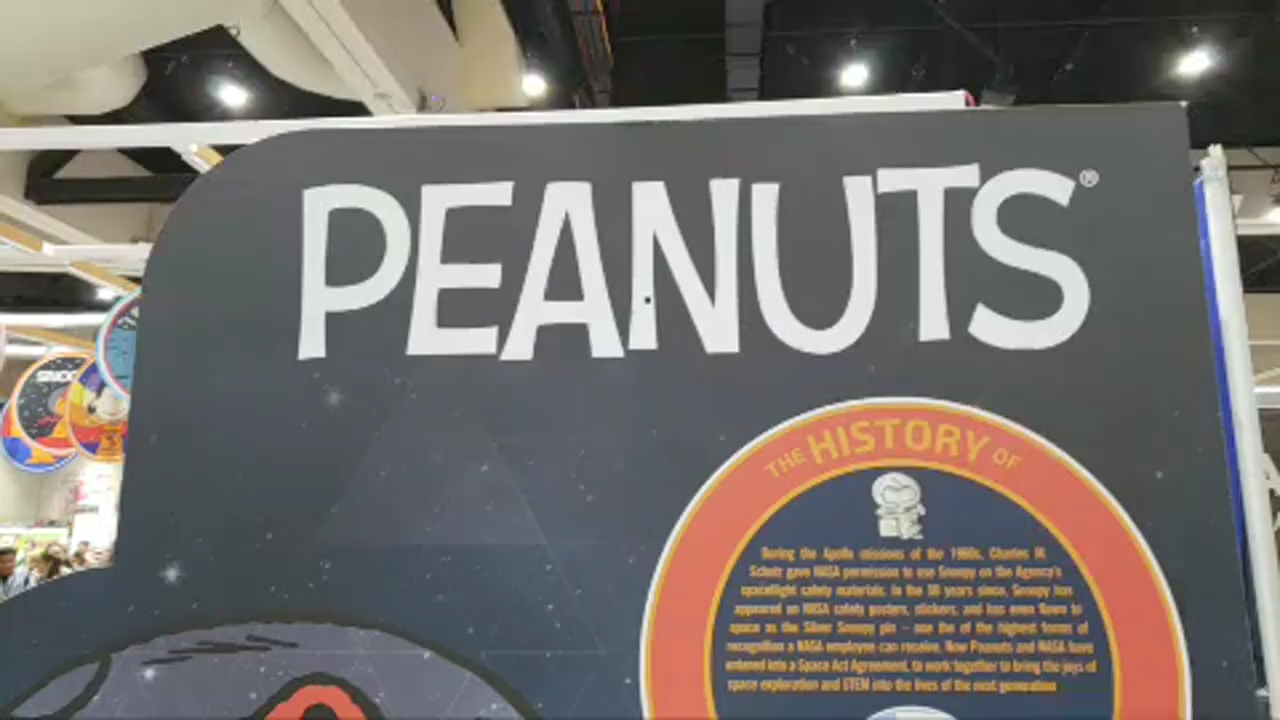 PEANUTS®
THE HISTORY OF
During the Apollo missions of the 1960s, Charles M.
Schulz gave NASA permission to use Snoopy on the Agency's
spaceflight safety materials. In the 50 years since, Snoopy has
appeared on NASA safety posters, stickers, and has even flown to
space as the Silver Snoopy pin – one the of the highest forms of
recognition a NASA employee can receive. Now Peanuts and NASA have
entered into a Space Act Agreement, to work together to bring the joys of
space exploration and STEM into the lives of the next generation